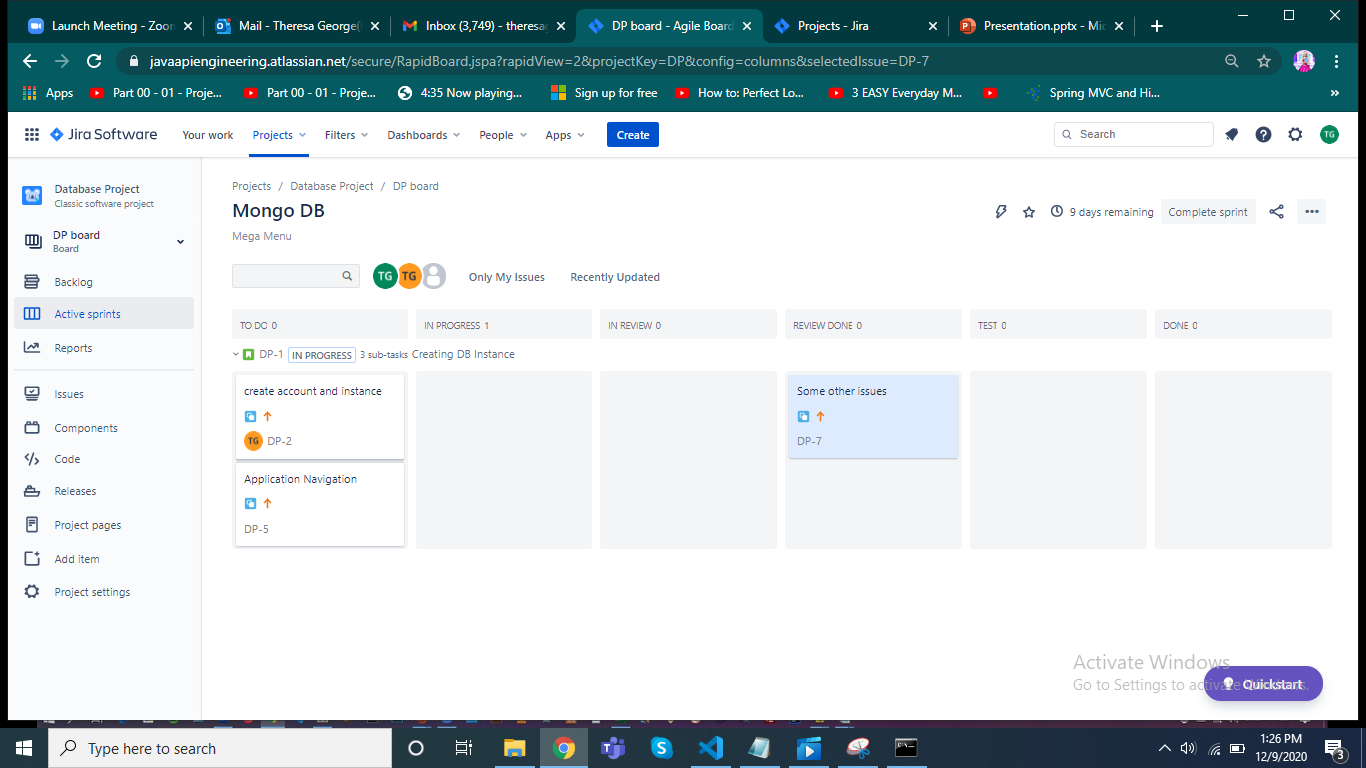 Launch Meeting - Zoom
Mail - Theresa George(
Inbox (3,749) - theresag
DP board - Agile Board
Projects - Jira
Presentation.pptx - Mic
javaapiengineering.atlassian.net/secure/RapidBoard.jspa?rapidView=2&projectKey=DP&config=columns&selectedIssue=DP-7
Apps
Part 00 - 01 - Proje...
Part 00 - 01 - Proje...
4:35 Now playing...
Sign up for free
How to: Perfect Lo...
3 EASY Everyday M...
Spring MVC and Hi...
»
Jira Software
Your work
Projects
Filters
Dashboards
People
Apps
Create
Search
TG
Database Project
Classic software project
DP board
Board
Backlog
Active sprints
Reports
Issues
Components
Code
Releases
Project pages
Add item
Project settings
Projects / Database Project / DP board
Mongo DB
Mega Menu
9 days remaining
Complete sprint
TG
TG
Only My Issues
Recently Updated
TO DO 0
IN PROGRESS 1
IN REVIEW 0
REVIEW DONE 0
TEST 0
DONE 0
DP-1 IN PROGRESS 3 sub-tasks Creating DB Instance
create account and instance
TG DP-2
Application Navigation
DP-5
Some other issues
DP-7
Activate Windows
Go to Settings to activate Windows.
Quickstart
Type here to search
1:26 PM
12/9/2020
3